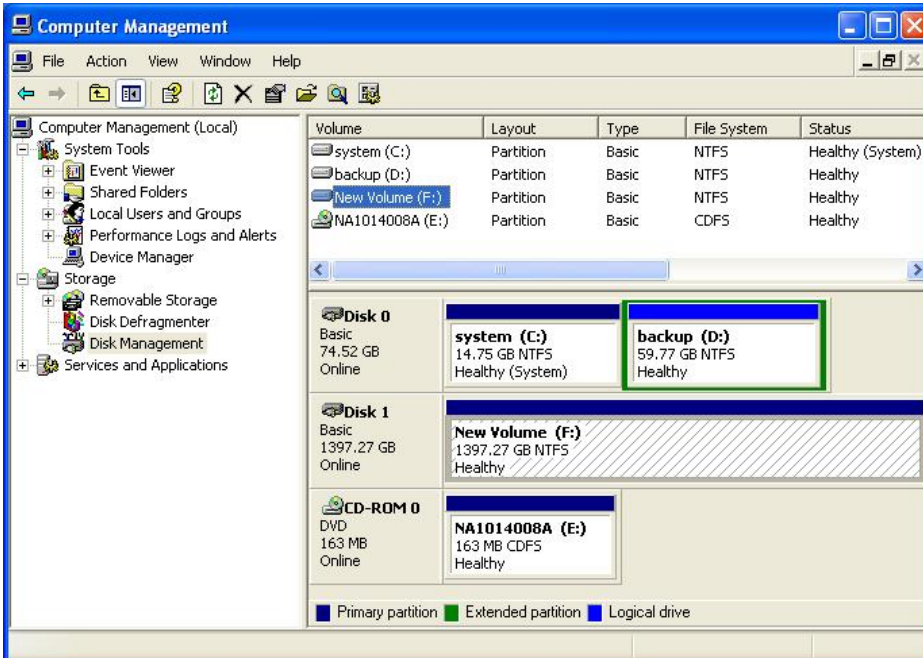 Computer Management
File Action View Window Help
Computer Management (Local)
System Tools
Event Viewer
Shared Folders
Local Users and Groups
Performance Logs and Alerts
Device Manager
Storage
Removable Storage
Disk Defragmenter
Disk Management
Services and Applications
Volume Layout Type File System Status
system (C:) Partition Basic NTFS Healthy (System)
backup (D:) Partition Basic NTFS Healthy
New Volume (F:) Partition Basic NTFS Healthy
NA1014008A (E:) Partition Basic CDFS Healthy
Disk 0
Basic
74.52 GB
Online
system (C:)
14.75 GB NTFS
Healthy (System)
backup (D:)
59.77 GB NTFS
Healthy
Disk 1
Basic
1397.27 GB
Online
New Volume (F:)
1397.27 GB NTFS
Healthy
CD-ROM 0
DVD
163 MB
Online
NA1014008A (E:)
163 MB CDFS
Healthy
Primary partition Extended partition Logical drive